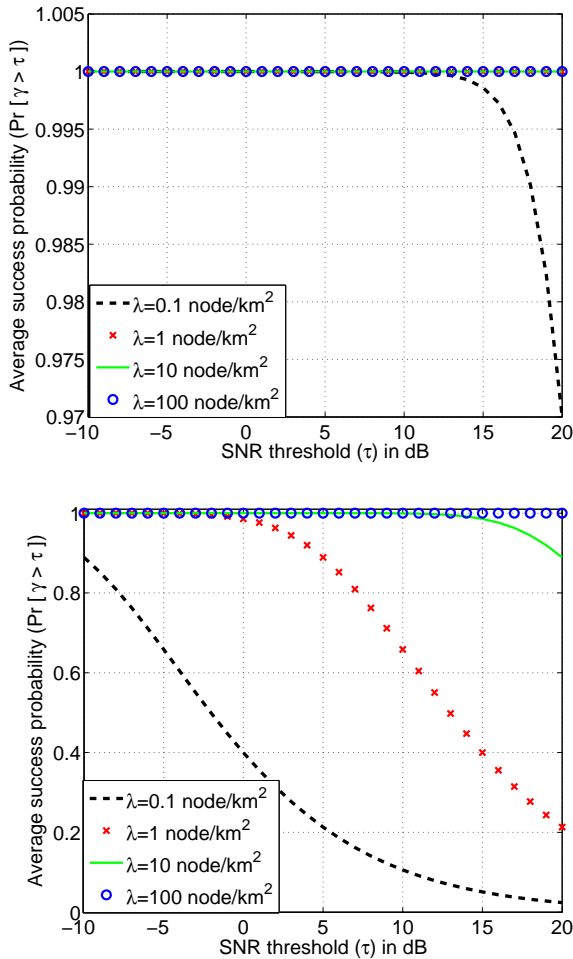 1.005
1
0.995
0.99
0.985
0.98
0.975
0.97
Average success probability (Pr [ γ > τ ])
λ=0.1 node/km²
λ=1 node/km²
λ=10 node/km²
λ=100 node/km²
−10 −5 0 5 10 15 20
SNR threshold (τ) in dB
1
0.8
0.6
0.4
0.2
0
Average success probability (Pr [ γ > τ ])
λ=0.1 node/km²
λ=1 node/km²
λ=10 node/km²
λ=100 node/km²
−10 −5 0 5 10 15 20
SNR threshold (τ) in dB